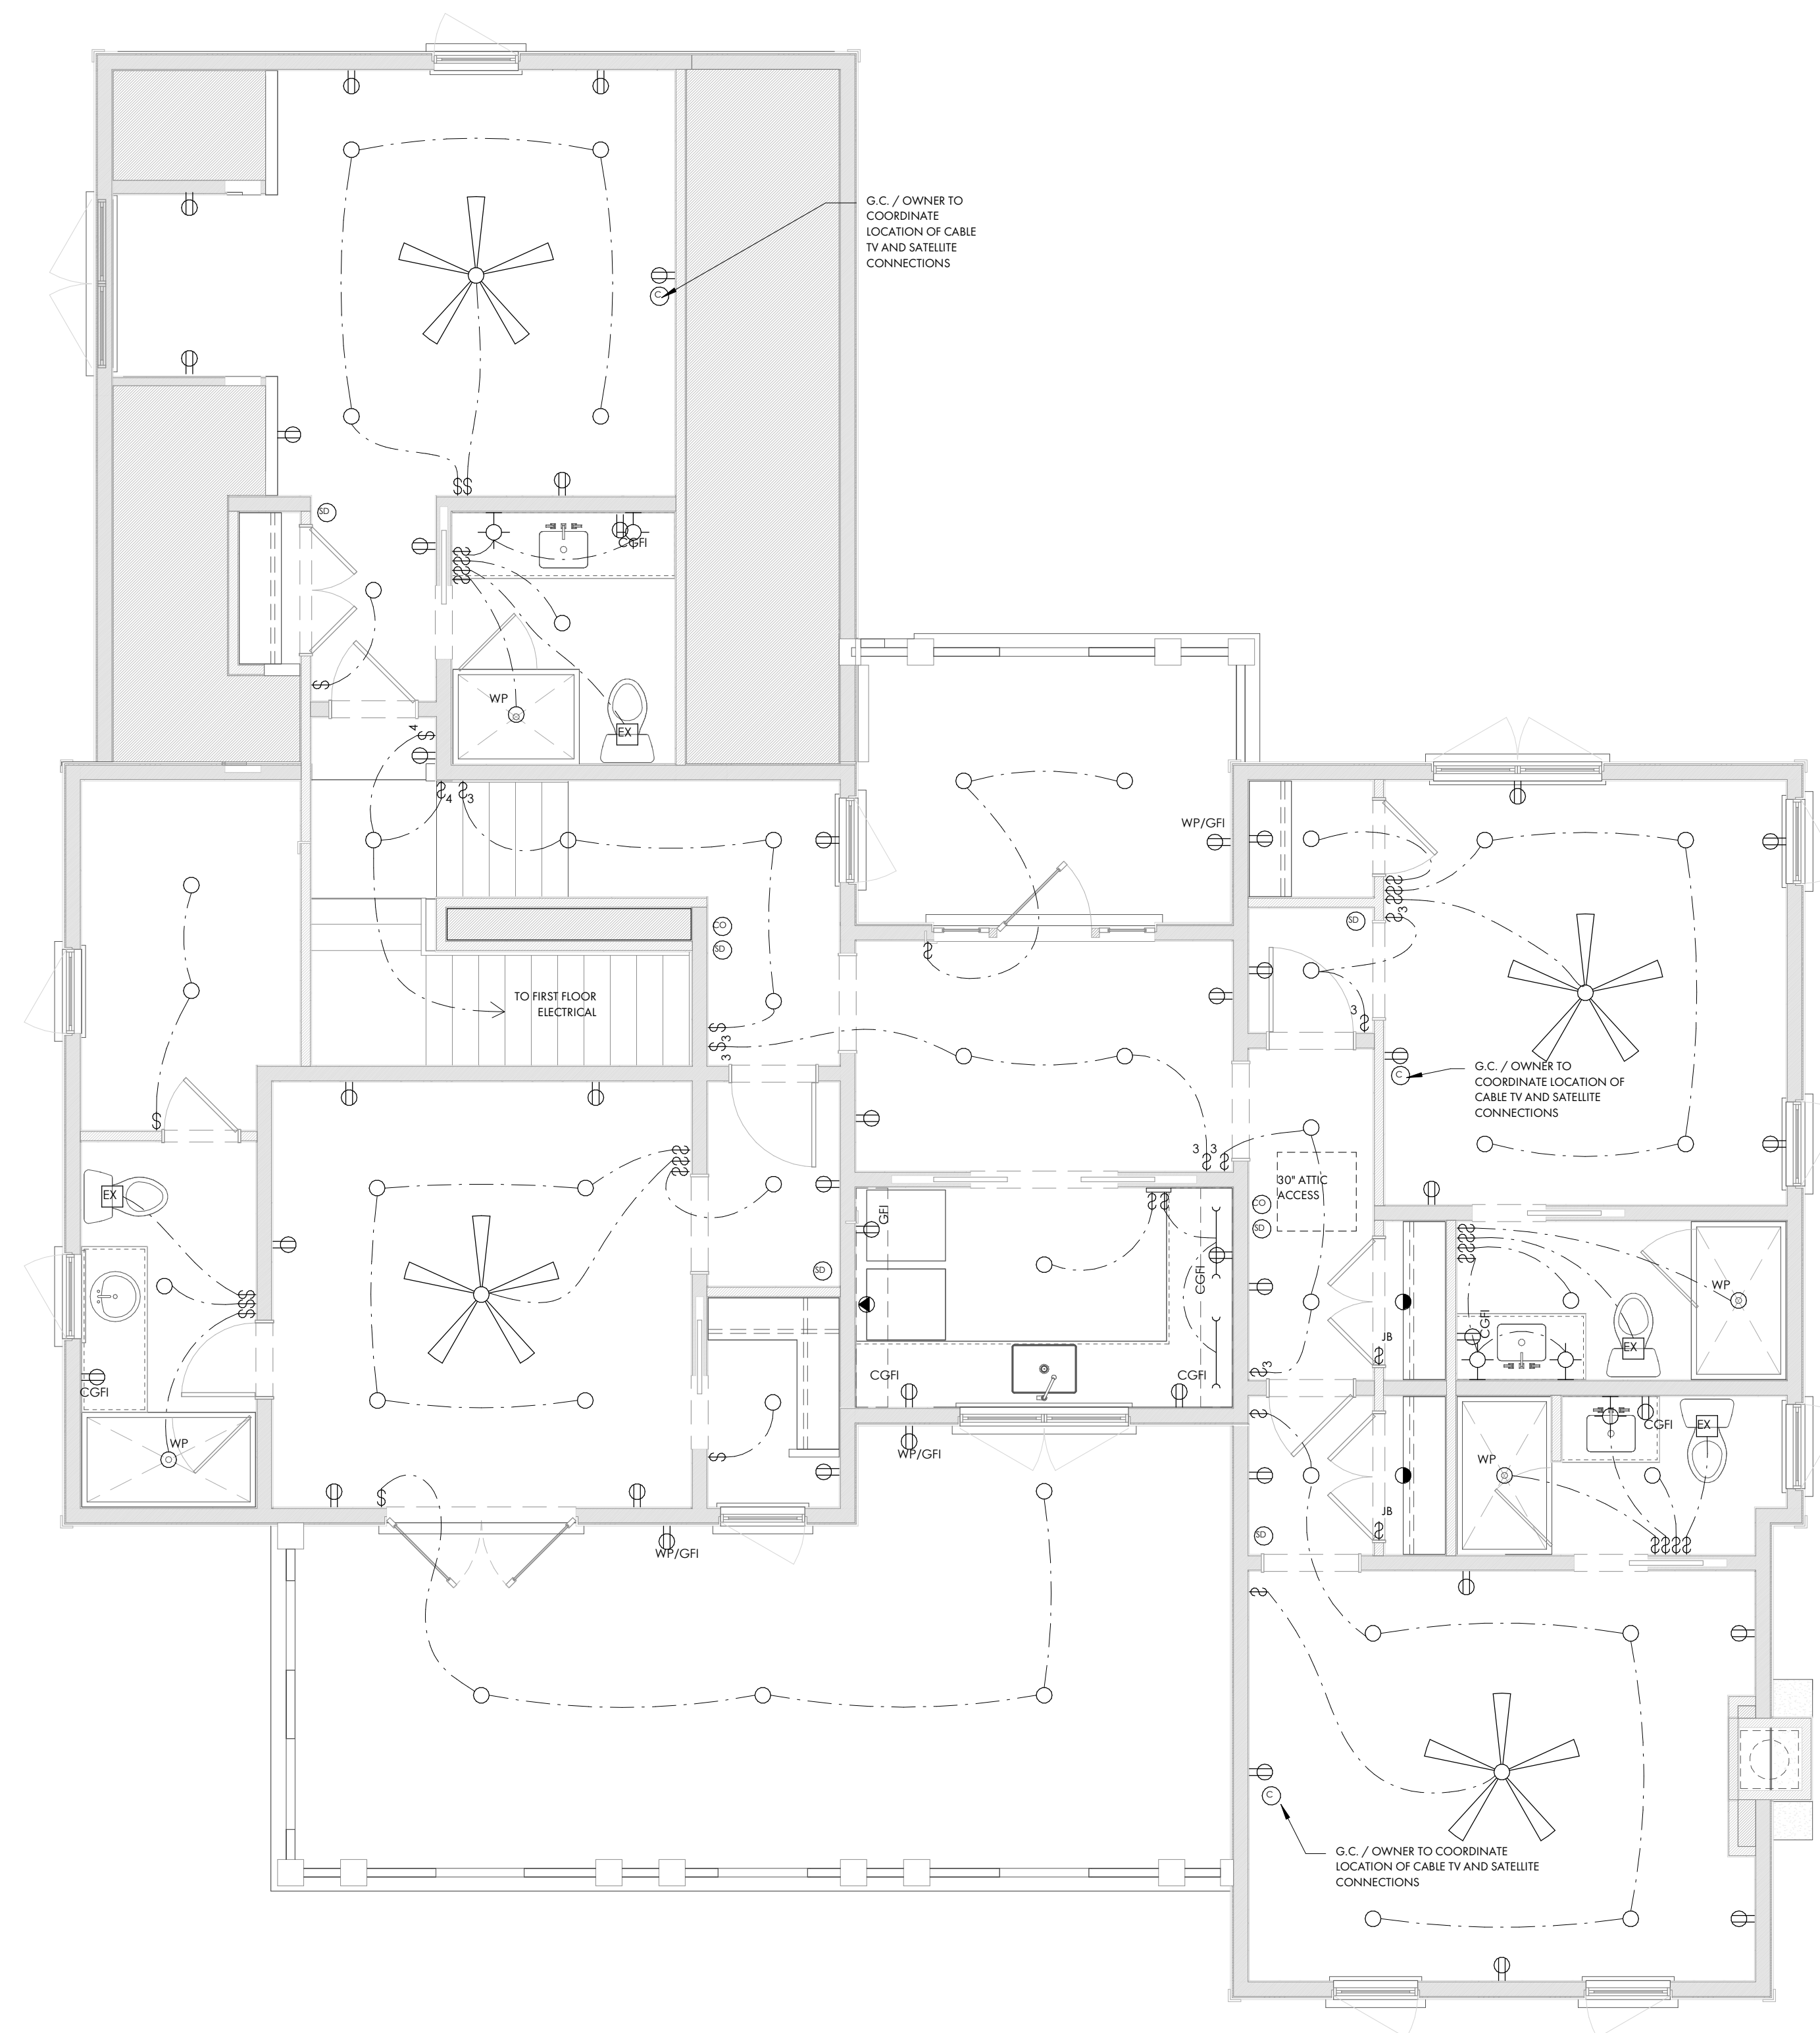 G.C. / OWNER TO
COORDINATE
LOCATION OF CABLE
TV AND SATELLITE
CONNECTIONS
C
$$
SD
CGFI
$$$$
$
WP
EX
4
$
$4 $3
WP/GFI
$$$
$3
SD
CO
SD
$
TO FIRST FLOOR
ELECTRICAL
3
$
$
$3
3
C
G.C. / OWNER TO
COORDINATE LOCATION OF
CABLE TV AND SATELLITE
CONNECTIONS
$
$$$
3 3
$$
30" ATTIC
ACCESS
EX
GFI
$$
CO
SD
$$$$
SD
CGFI
WP
$$$
CGFI
JB
$
EX
$3
CGFI
CGFI
CGFI
$
CGFI
EX
WP
$
WP/GFI
WP
$
JB
$
SD
$$$$
WP/GFI
$
C
G.C. / OWNER TO COORDINATE
LOCATION OF CABLE TV AND SATELLITE
CONNECTIONS